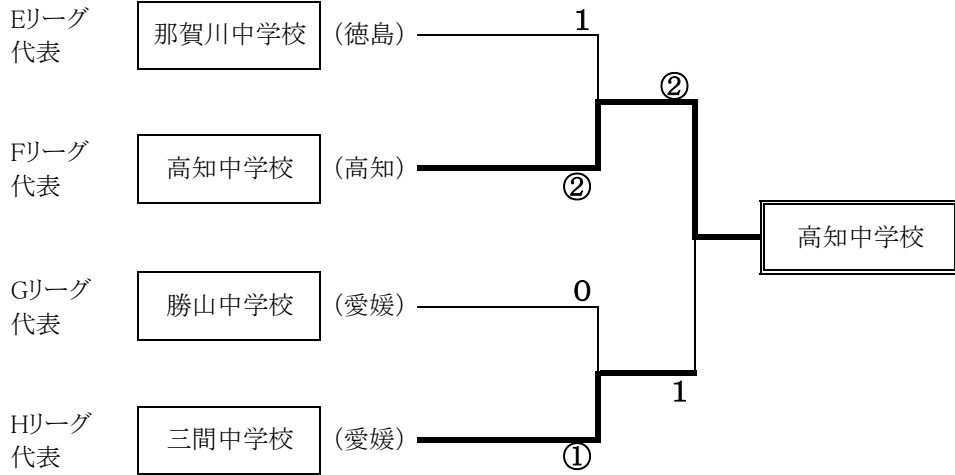 Eリーグ
代表
那賀川中学校
(徳島)
1
②
Fリーグ
代表
高知中学校
(高知)
②
高知中学校
Gリーグ
代表
勝山中学校
(愛媛)
0
1
Hリーグ
代表
三間中学校
(愛媛)
①